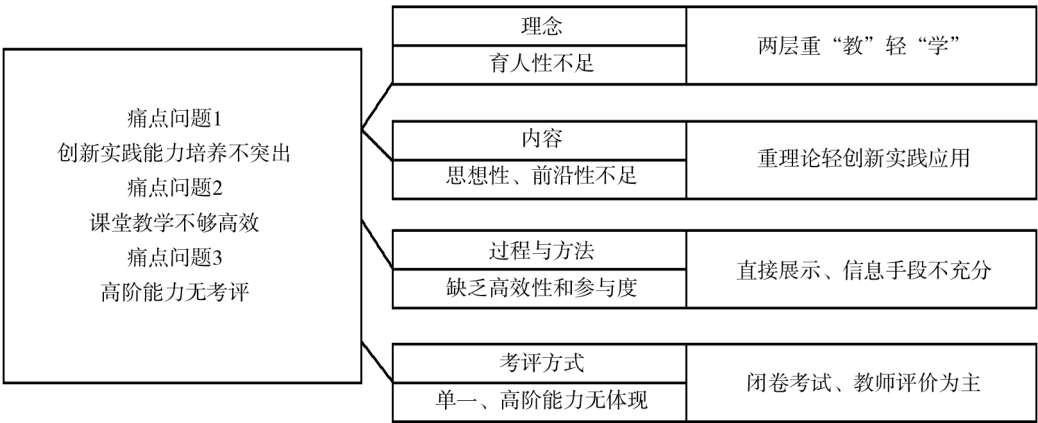 痛点问题1
创新实践能力培养不突出
痛点问题2
课堂教学不够高效
痛点问题3
高阶能力无考评
理念
育人性不足
两层重“教”轻“学”
内容
思想性、前沿性不足
重理论轻创新实践应用
过程与方法
缺乏高效性和参与度
直接展示、信息手段不充分
考评方式
单一、高阶能力无体现
闭卷考试、教师评价为主